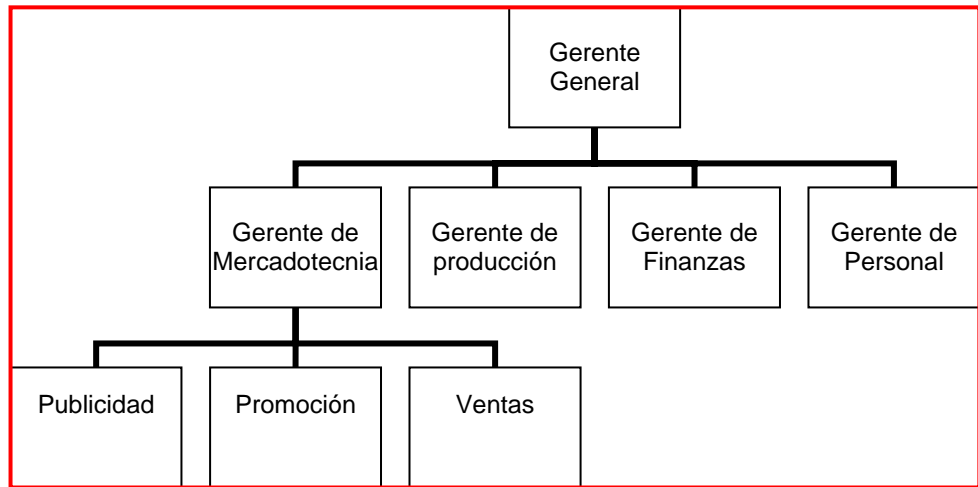 Gerente
General
Gerente de
Mercadotecnia
Gerente de
producción
Gerente de
Finanzas
Gerente de
Personal
Publicidad
Promoción
Ventas